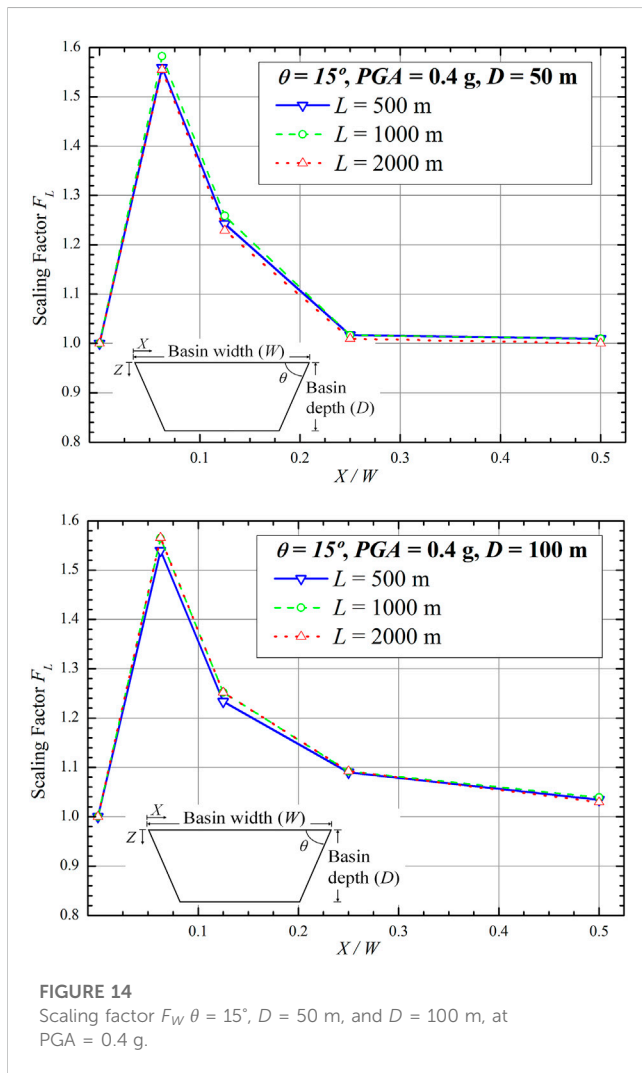 1.6
1.5
1.4
1.3
1.2
1.1
1.0
0.9
0.8
Scaling Factor F_L
θ = 15°, PGA = 0.4 g, D = 50 m
L = 500 m
L = 1000 m
L = 2000 m
X
Basin width (W)
Z
θ
Basin
depth (D)
0.1
0.2
0.3
0.4
0.5
X / W
1.6
1.5
1.4
1.3
1.2
1.1
1.0
0.9
0.8
Scaling Factor F_L
θ = 15°, PGA = 0.4 g, D = 100 m
L = 500 m
L = 1000 m
L = 2000 m
X
Basin width (W)
Z
θ
Basin
depth (D)
0.1
0.2
0.3
0.4
0.5
X / W
FIGURE 14
Scaling factor F_W θ = 15°, D = 50 m, and D = 100 m, at
PGA = 0.4 g.